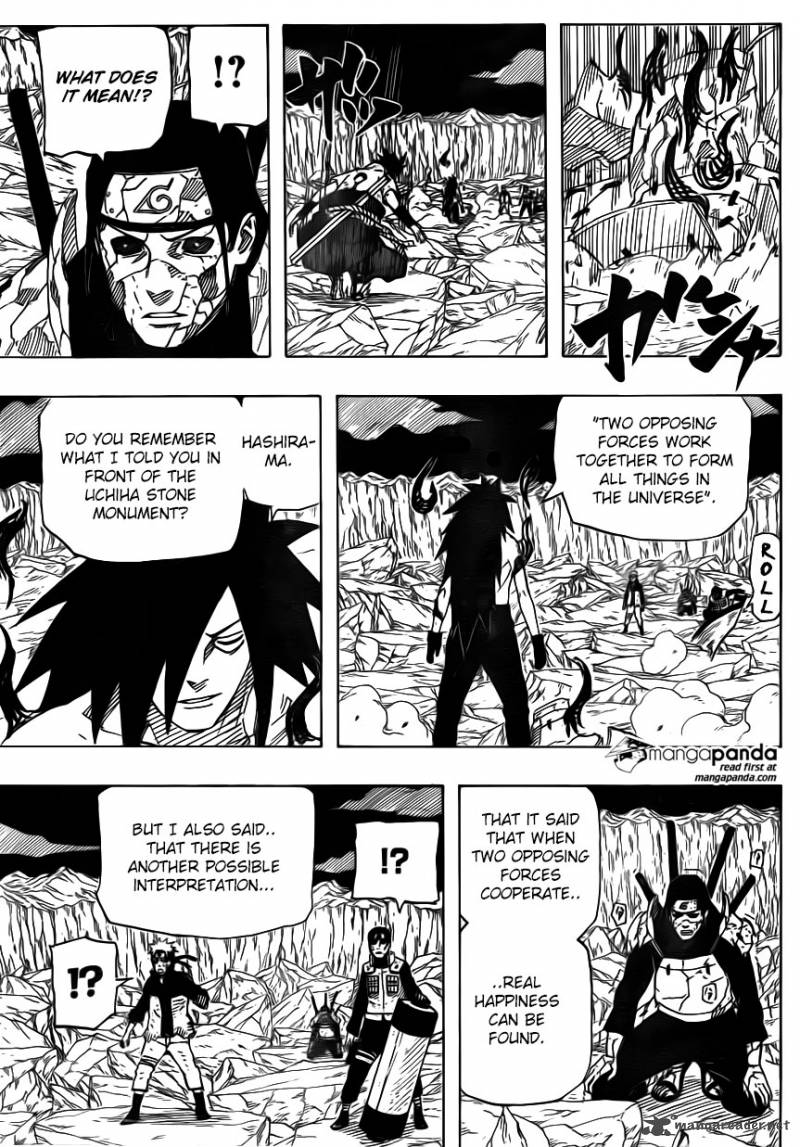 ガシャ
!?
WHAT DOES
IT MEAN!?
"TWO OPPOSING
FORCES WORK
TOGETHER TO FORM
ALL THINGS IN
THE UNIVERSE".
ROLL
HASHIRA-
MA.
DO YOU REMEMBER
WHAT I TOLD YOU IN
FRONT OF THE
UCHIHA STONE
MONUMENT?
mangapanda
read first at
mangapanda.com
THAT IT SAID
THAT WHEN
TWO OPPOSING
FORCES
COOPERATE..
..REAL
HAPPINESS
CAN BE
FOUND.
!?
BUT I ALSO SAID..
THAT THERE IS
ANOTHER POSSIBLE
INTERPRETATION...
!?
mangareader.net